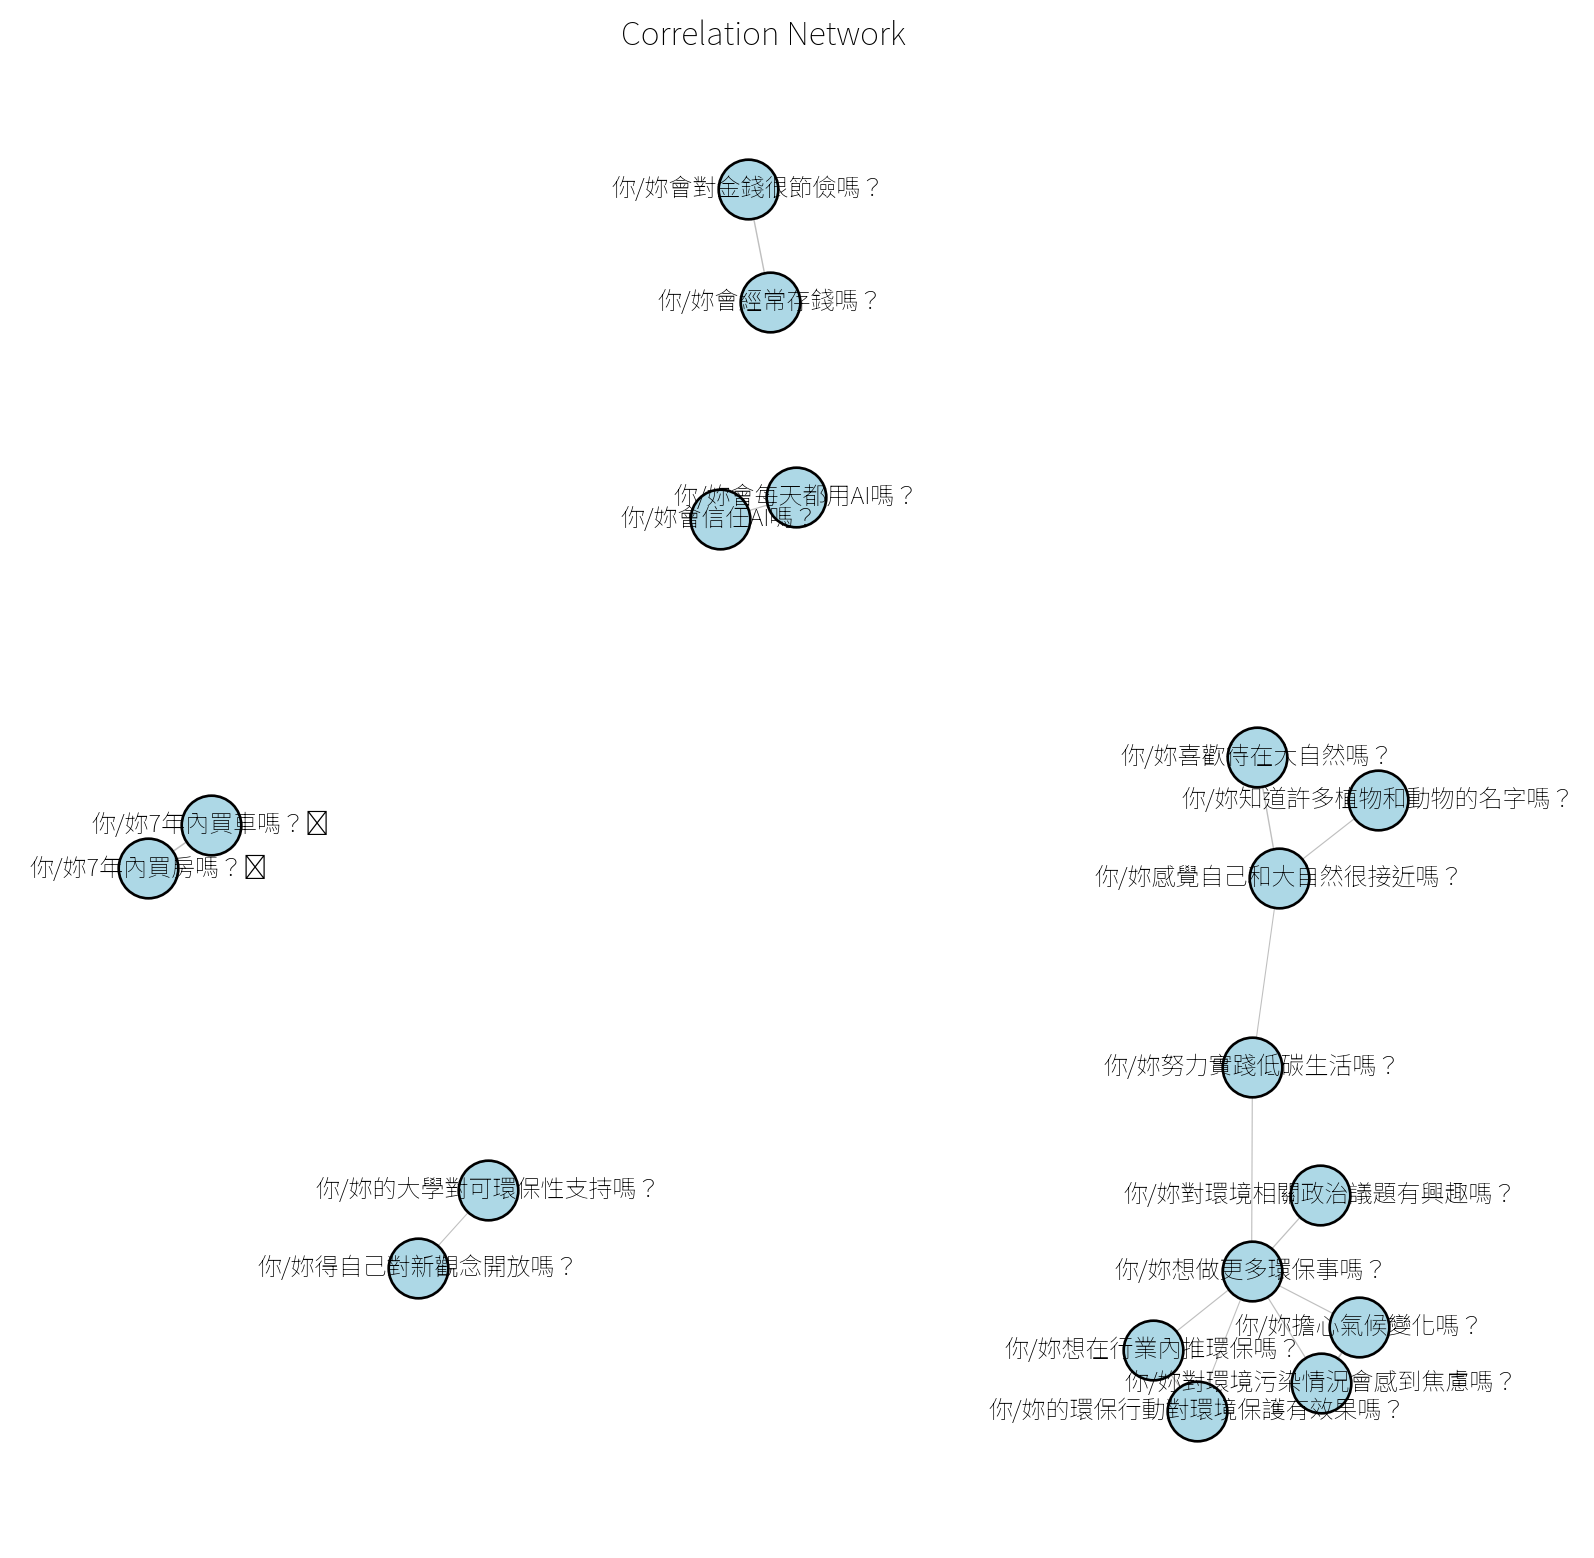 Correlation Network
你/妳會對金錢很節儉嗎？
你/妳會經常存錢嗎？
你/妳會每天都用AI嗎？
你/妳會信任AI嗎？
你/妳喜歡待在大自然嗎？
你/妳知道許多植物和動物的名字嗎？
你/妳7年內買車嗎？
你/妳7年內買房嗎？
你/妳感覺自己和大自然很接近嗎？
你/妳努力實踐低碳生活嗎？
你/妳的大學對可環保性支持嗎？
你/妳對環境相關政治議題有興趣嗎？
你/妳得自己對新觀念開放嗎？
你/妳想做更多環保事嗎？
你/妳擔心氣候變化嗎？
你/妳想在行業內推環保嗎？
你/妳對環境污染情況會感到焦慮嗎？
你/妳的環保行動對環境保護有效果嗎？